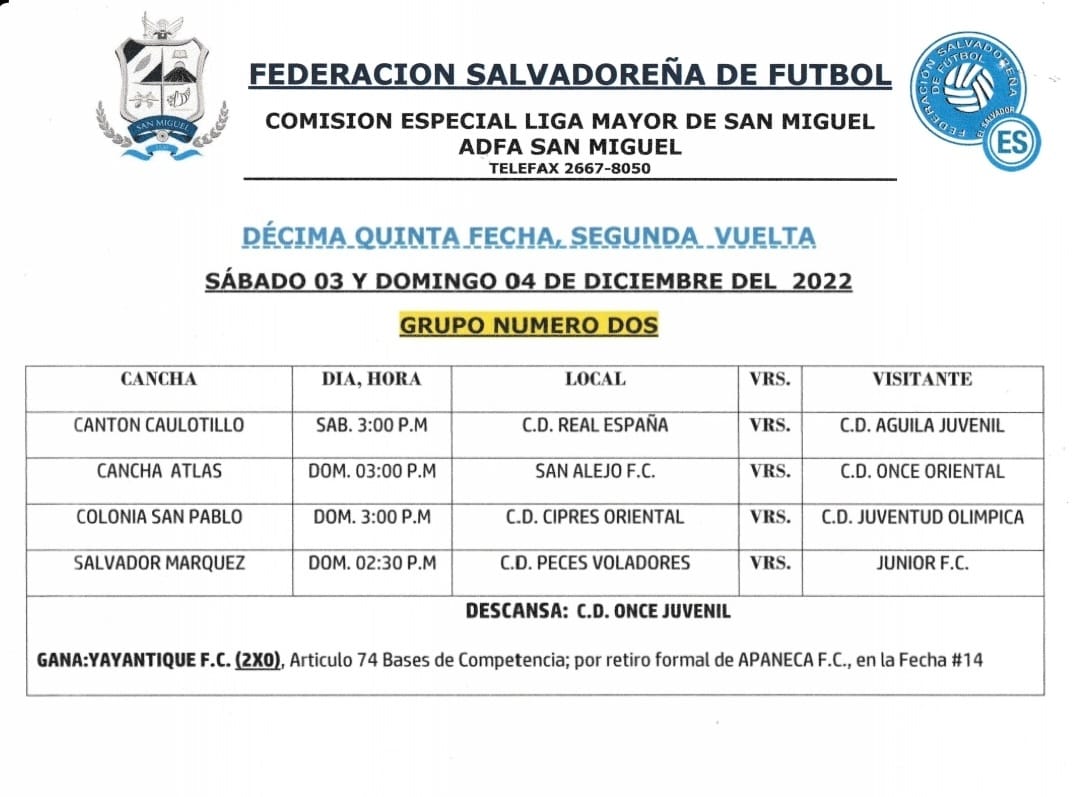 FEDERACION SALVADOREÑA DE FUTBOL
COMISION ESPECIAL LIGA MAYOR DE SAN MIGUEL
ADFA SAN MIGUEL
TELEFAX 2667-8050
SAN MIGUEL
FEDERACIÓN SALVADOREÑA DE FÚTBOL
EL SALVADOR
ES
DÉCIMA QUINTA FECHA, SEGUNDA VUELTA
SÁBADO 03 Y DOMINGO 04 DE DICIEMBRE DEL 2022
GRUPO NUMERO DOS
CANCHA DIA, HORA LOCAL VRS. VISITANTE
CANTON CAULOTILLO SAB. 3:00 P.M C.D. REAL ESPAÑA VRS. C.D. AGUILA JUVENIL
CANCHA ATLAS DOM. 03:00 P.M SAN ALEJO F.C. VRS. C.D. ONCE ORIENTAL
COLONIA SAN PABLO DOM. 3:00 P.M C.D. CIPRES ORIENTAL VRS. C.D. JUVENTUD OLIMPICA
SALVADOR MARQUEZ DOM. 02:30 P.M C.D. PECES VOLADORES VRS. JUNIOR F.C.
DESCANSA: C.D. ONCE JUVENIL
GANA:YAYANTIQUE F.C. (2X0), Articulo 74 Bases de Competencia; por retiro formal de APANECA F.C., en la Fecha #14